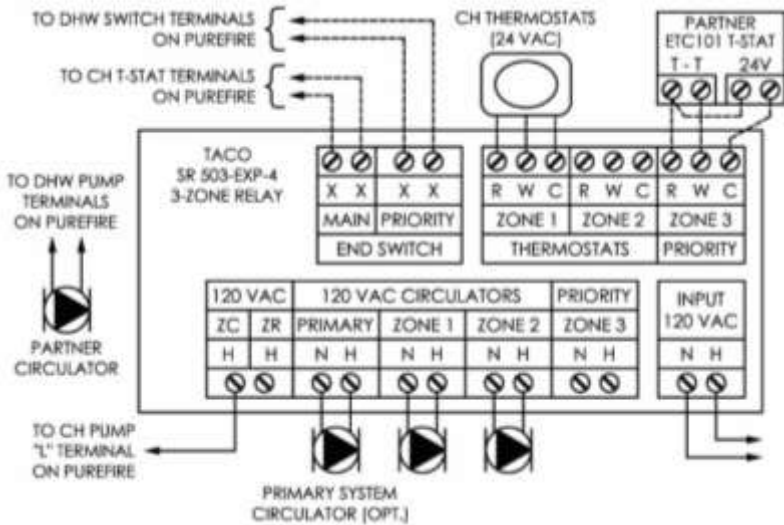 TO DHW SWITCH TERMINALS
ON PUREFIRE
TO CH T-STAT TERMINALS
ON PUREFIRE
CH THERMOSTATS
(24 VAC)
PARTNER
ETC101 T-STAT
T - T 24V
TACO
SR 503-EXP-4
3-ZONE RELAY
TO DHW PUMP
TERMINALS
ON PUREFIRE
PARTNER
CIRCULATOR
X X X X
MAIN PRIORITY
END SWITCH
R W C R W C R W C
ZONE 1 ZONE 2 ZONE 3
THERMOSTATS PRIORITY
120 VAC 120 VAC CIRCULATORS PRIORITY
ZC ZR PRIMARY ZONE 1 ZONE 2 ZONE 3
H H N H N H N H N H
INPUT
120 VAC
N H
TO CH PUMP
"L" TERMINAL
ON PUREFIRE
PRIMARY SYSTEM
CIRCULATOR (OPT.)